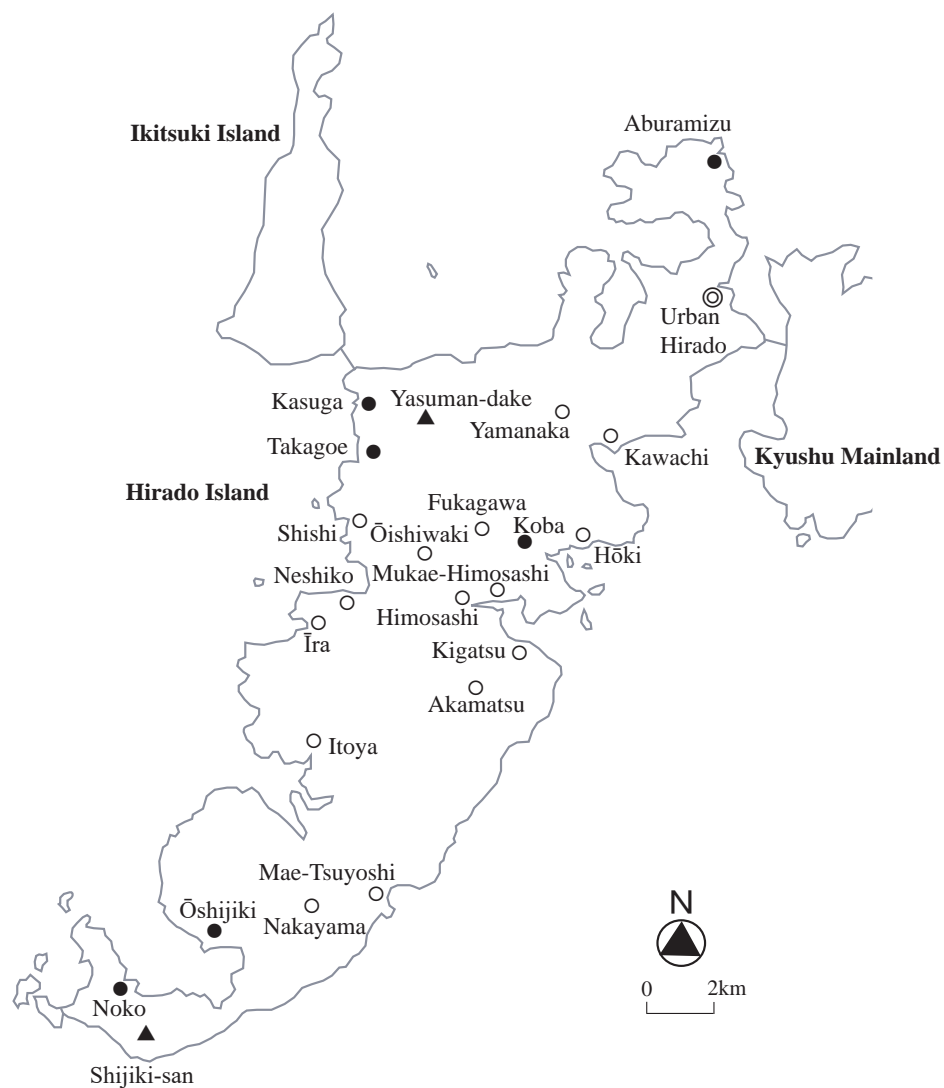 Aburamizu
Ikitsuki Island
Urban
Hirado
Kasuga
Yasuman-dake
Yamanaka
Takagoe
Kawachi
Kyushu Mainland
Hirado Island
Fukagawa
Shishi
Ōishiwaki
Koba
Hōki
Neshiko
Mukae-Himosashi
Himosashi
Īra
Kigatsu
Akamatsu
Itoya
Mae-Tsuyoshi
Ōshijiki
Nakayama
N
0 2km
Noko
Shijiki-san